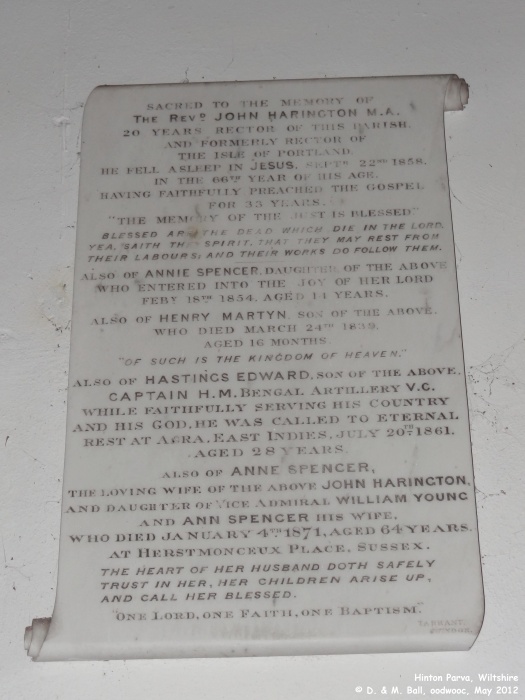 SACRED TO THE MEMORY OF
THE REVD JOHN HARINGTON M.A.
20 YEARS RECTOR OF THIS PARISH.
AND FORMERLY RECTOR OF
THE ISLE OF PORTLAND.
HE FELL ASLEEP IN JESUS, SEPTR 22ND 1858.
IN THE 66TH YEAR OF HIS AGE.
HAVING FAITHFULLY PREACHED THE GOSPEL
FOR 33 YEARS.
"THE MEMORY OF THE JUST IS BLESSED"
BLESSED ARE THE DEAD WHICH DIE IN THE LORD.
YEA, SAITH THE SPIRIT, THAT THEY MAY REST FROM
THEIR LABOURS; AND THEIR WORKS DO FOLLOW THEM.
ALSO OF ANNIE SPENCER, DAUGHTER OF THE ABOVE
WHO ENTERED INTO THE JOY OF HER LORD
FEBY 18TH 1854, AGED 14 YEARS.
ALSO OF HENRY MARTYN, SON OF THE ABOVE.
WHO DIED MARCH 24TH 1839,
AGED 16 MONTHS.
"OF SUCH IS THE KINGDOM OF HEAVEN."
ALSO OF HASTINGS EDWARD, SON OF THE ABOVE,
CAPTAIN H.M. BENGAL ARTILLERY V.C.
WHILE FAITHFULLY SERVING HIS COUNTRY
AND HIS GOD, HE WAS CALLED TO ETERNAL
REST AT AGRA, EAST INDIES, JULY 20TH 1861.
AGED 28 YEARS.
ALSO OF ANNE SPENCER,
THE LOVING WIFE OF THE ABOVE JOHN HARINGTON,
AND DAUGHTER OF VICE ADMIRAL WILLIAM YOUNG
AND ANN SPENCER HIS WIFE,
WHO DIED JANUARY 4TH 1871, AGED 64 YEARS.
AT HERSTMONCEUX PLACE, SUSSEX.
THE HEART OF HER HUSBAND DOTH SAFELY
TRUST IN HER, HER CHILDREN ARISE UP,
AND CALL HER BLESSED.
"ONE LORD, ONE FAITH, ONE BAPTISM."
Hinton Parva, Wiltshire
© D. & M. Ball, oodwooc, May 2012